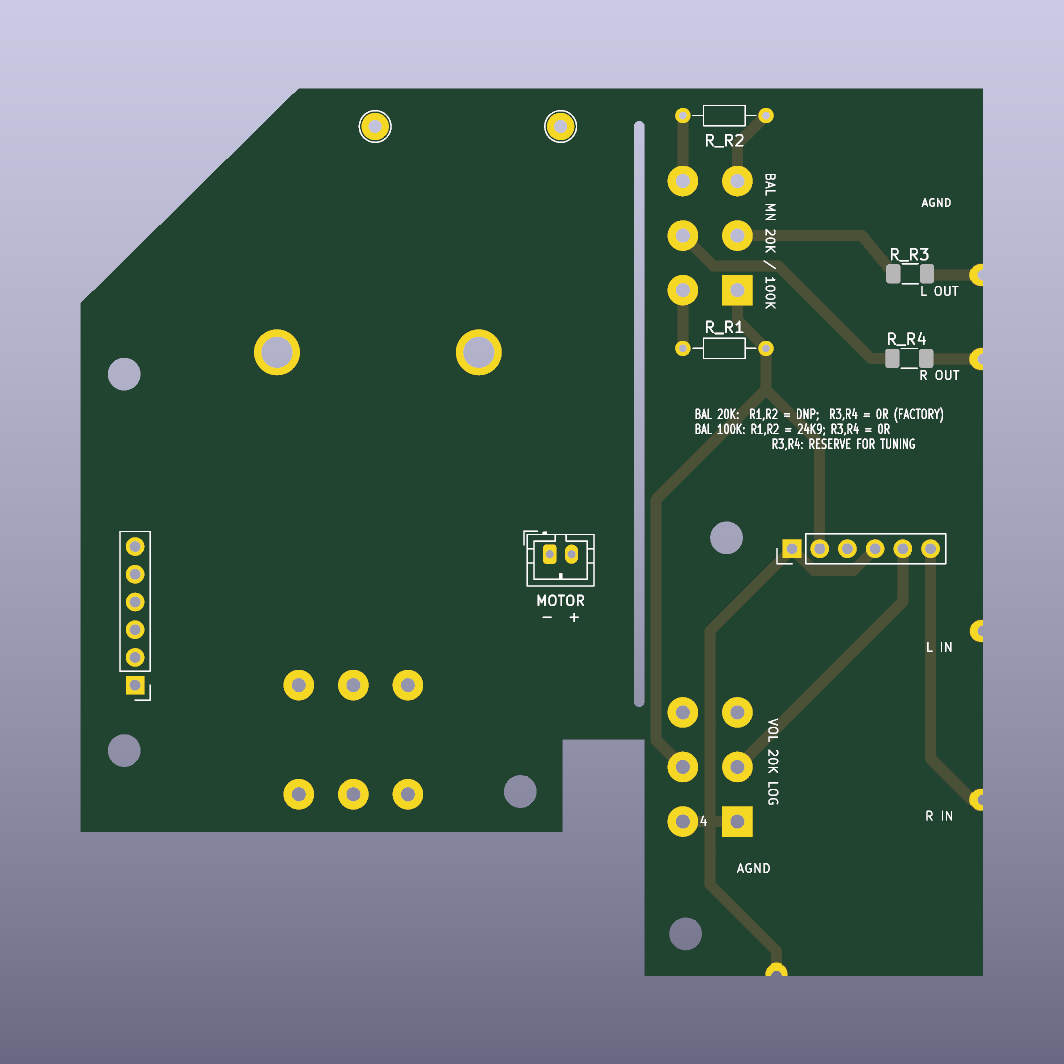 R_R2
BAL MN 20K / 100K
AGND
R_R3
L OUT
R_R1
R_R4
R OUT
BAL 20K: R1,R2 = DNP; R3,R4 = 0R (FACTORY)
BAL 100K: R1,R2 = 24K9; R3,R4 = 0R
R3,R4: RESERVE FOR TUNING
MOTOR
- +
L IN
VOL 20K LOG
4
R IN
AGND